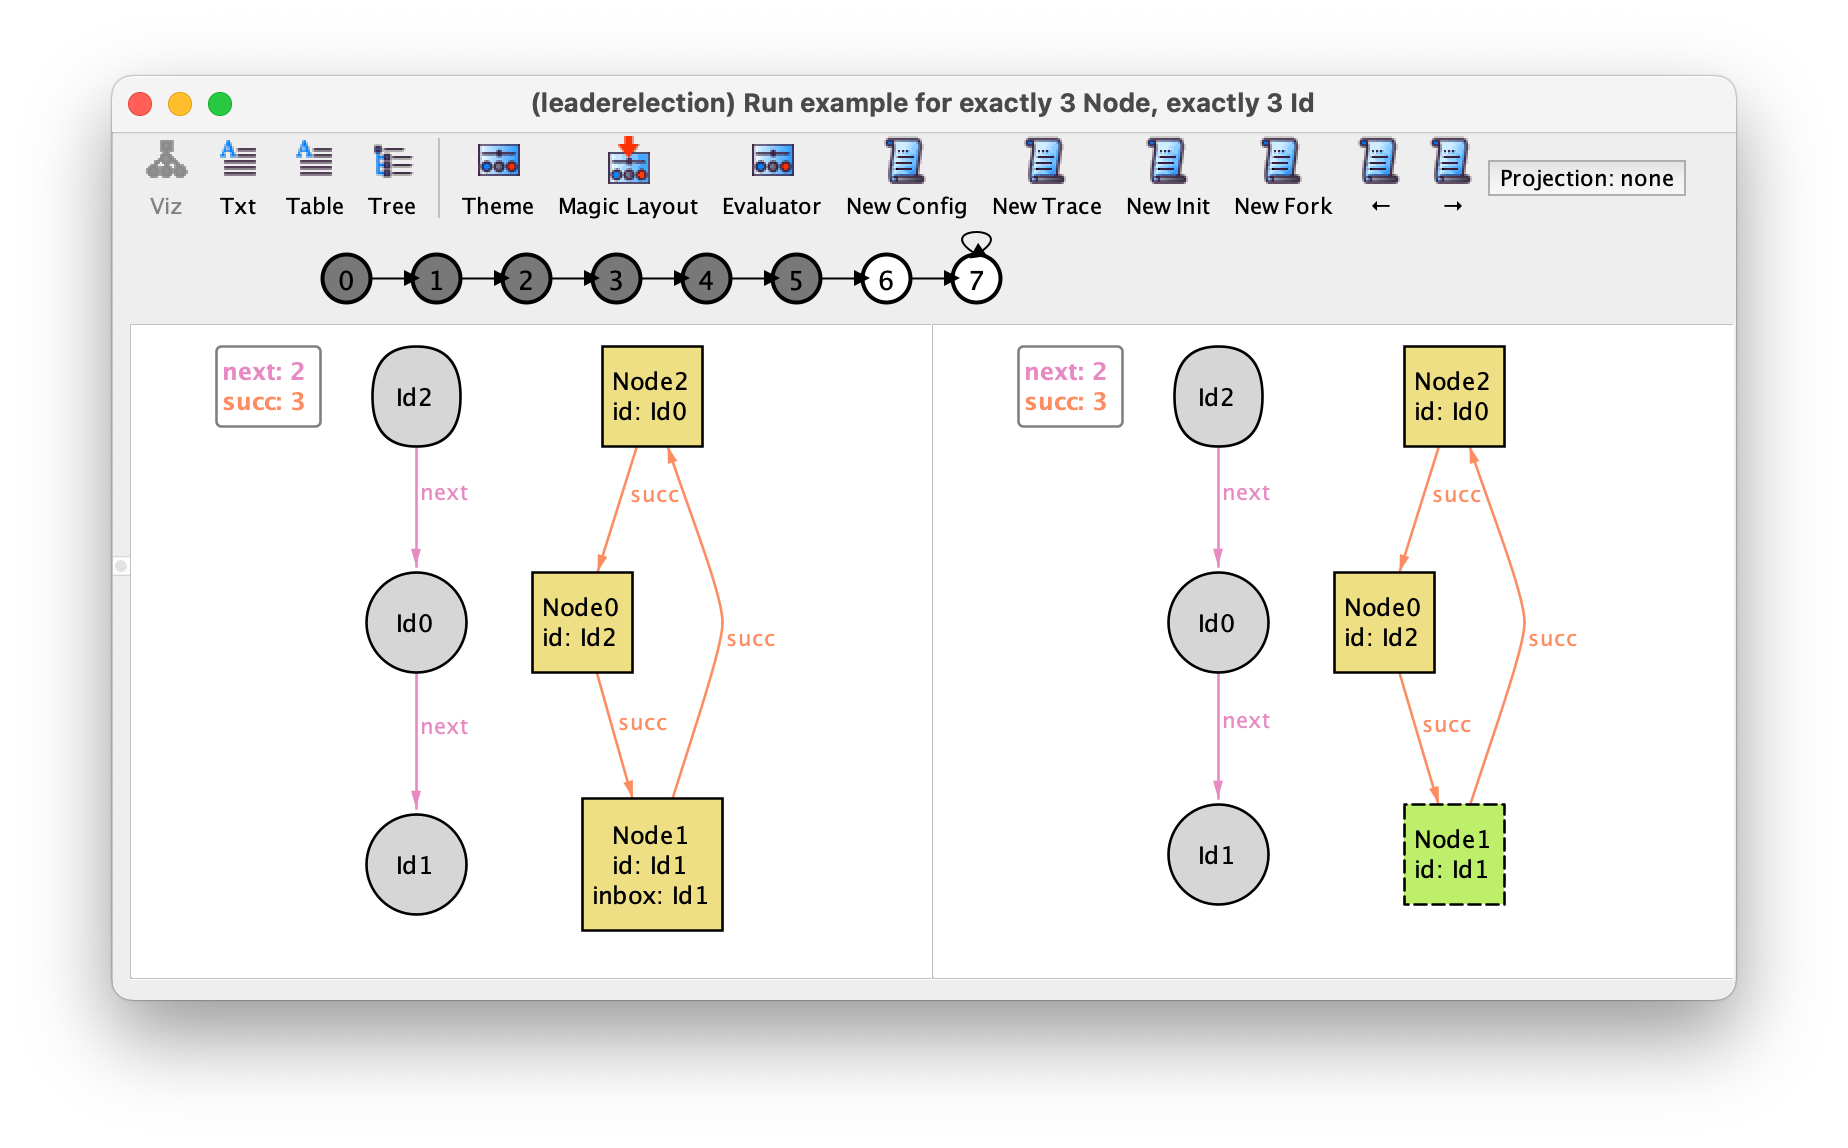 (leaderelection) Run example for exactly 3 Node, exactly 3 Id
Viz Txt Table Tree Theme Magic Layout Evaluator New Config New Trace New Init New Fork ← → Projection: none
0 1 2 3 4 5 6 7
next: 2
succ: 3
Id2
Node2
id: Id0
next
succ
Id0
Node0
id: Id2
succ
next
succ
Id1
Node1
id: Id1
inbox: Id1
next: 2
succ: 3
Id2
Node2
id: Id0
next
succ
Id0
Node0
id: Id2
succ
next
succ
Id1
Node1
id: Id1